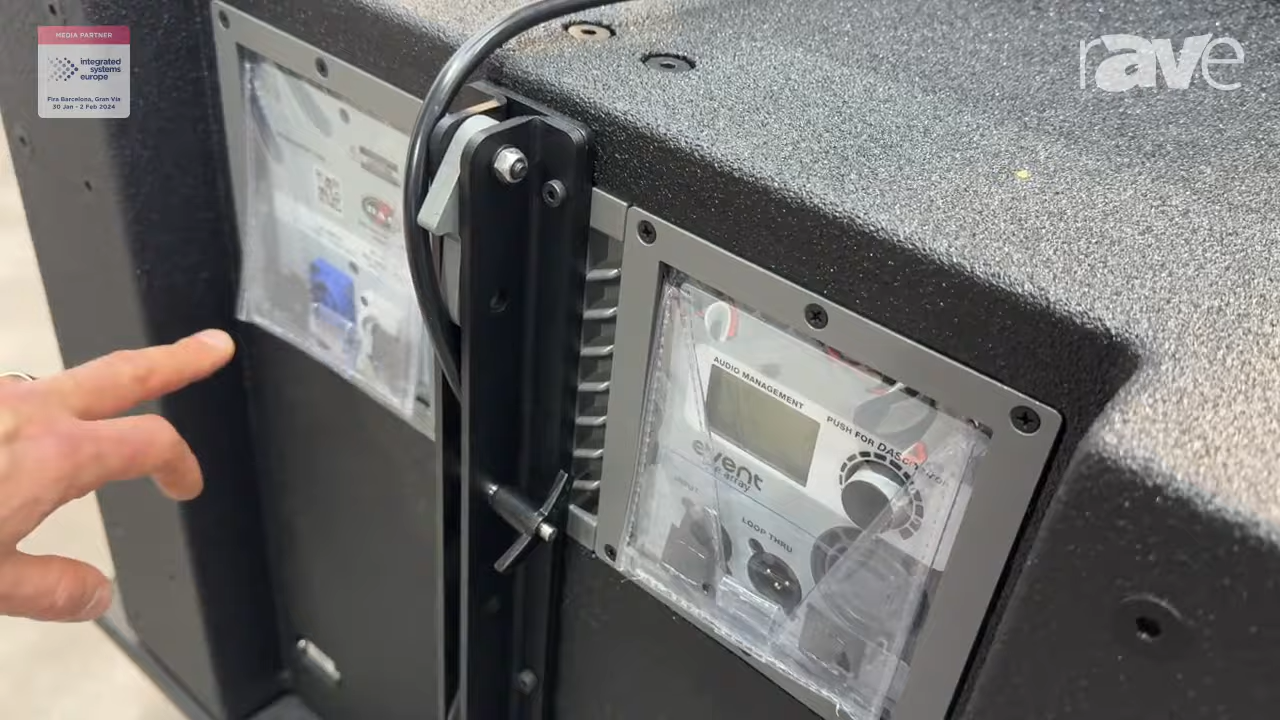 MEDIA PARTNER
integrated
systems
europe
Fira Barcelona, Gran Via
30 Jan - 2 Feb 2024
rave
AUDIO MANAGEMENT
PUSH FOR
event
array
INPUT
LOOP THRU